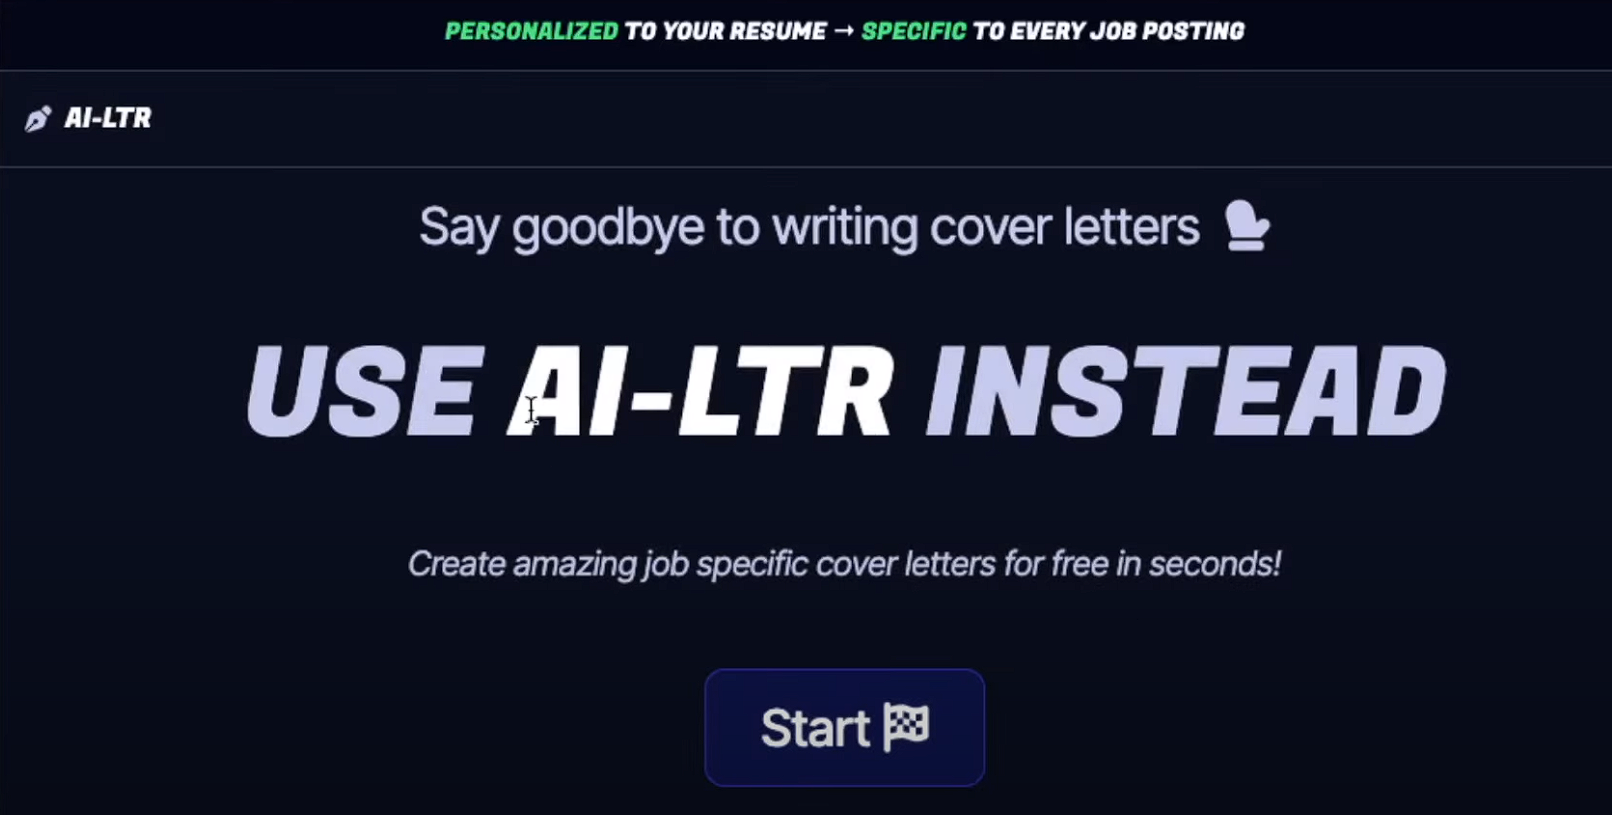 PERSONALIZED TO YOUR RESUME → SPECIFIC TO EVERY JOB POSTING
AI-LTR
Say goodbye to writing cover letters
USE AI-LTR INSTEAD
Create amazing job specific cover letters for free in seconds!
Start